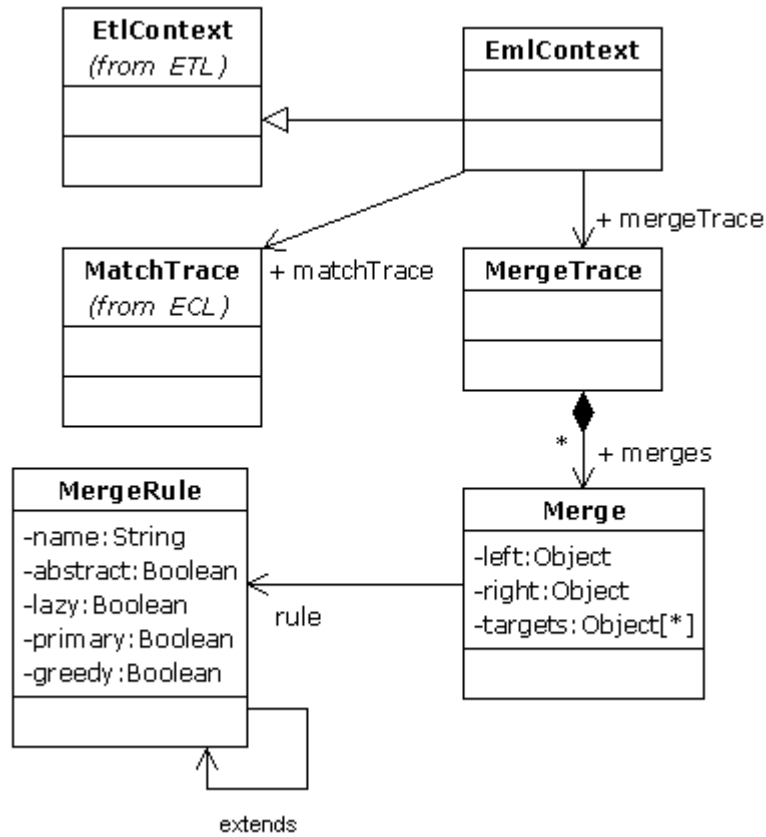 EtlContext
(from ETL)
EmlContext
+ mergeTrace
MatchTrace
(from ECL)
+ matchTrace
MergeTrace
*
+ merges
MergeRule
-name:String
-abstract:Boolean
-lazy:Boolean
-primary:Boolean
-greedy:Boolean
rule
Merge
-left:Object
-right:Object
-targets:Object[*]
extends